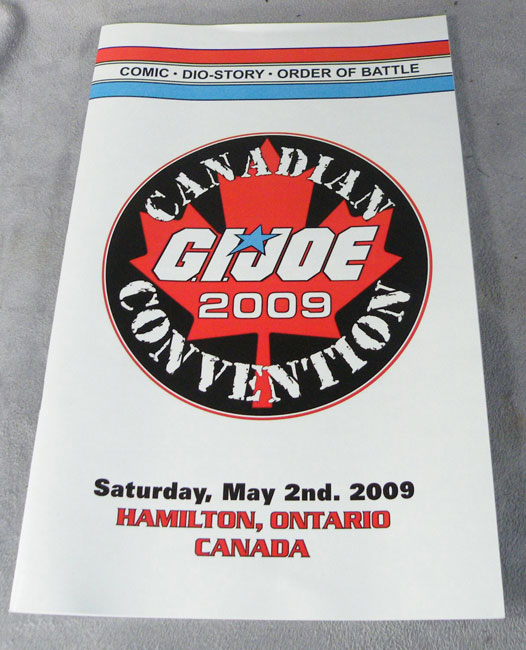 COMIC • DIO-STORY • ORDER OF BATTLE
CANADIAN
G.I. JOE
2009
CONVENTION
Saturday, May 2nd. 2009
HAMILTON, ONTARIO
CANADA